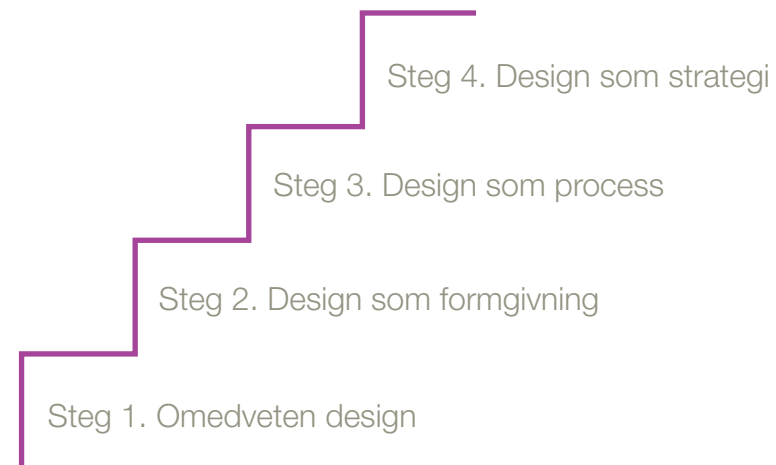 Steg 4. Design som strategi
Steg 3. Design som process
Steg 2. Design som formgivning
Steg 1. Omedveten design